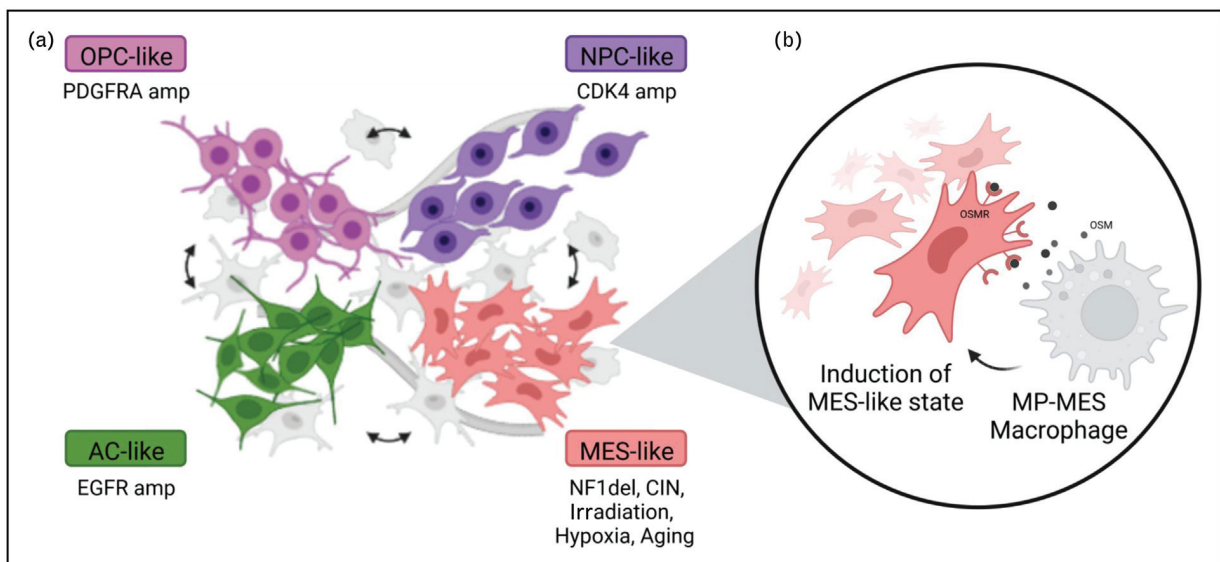 (a)
OPC-like
PDGFRA amp
NPC-like
CDK4 amp
AC-like
EGFR amp
MES-like
NF1del, CIN,
Irradiation,
Hypoxia, Aging
(b)
OSMR
OSM
Induction of
MES-like state
MP-MES
Macrophage